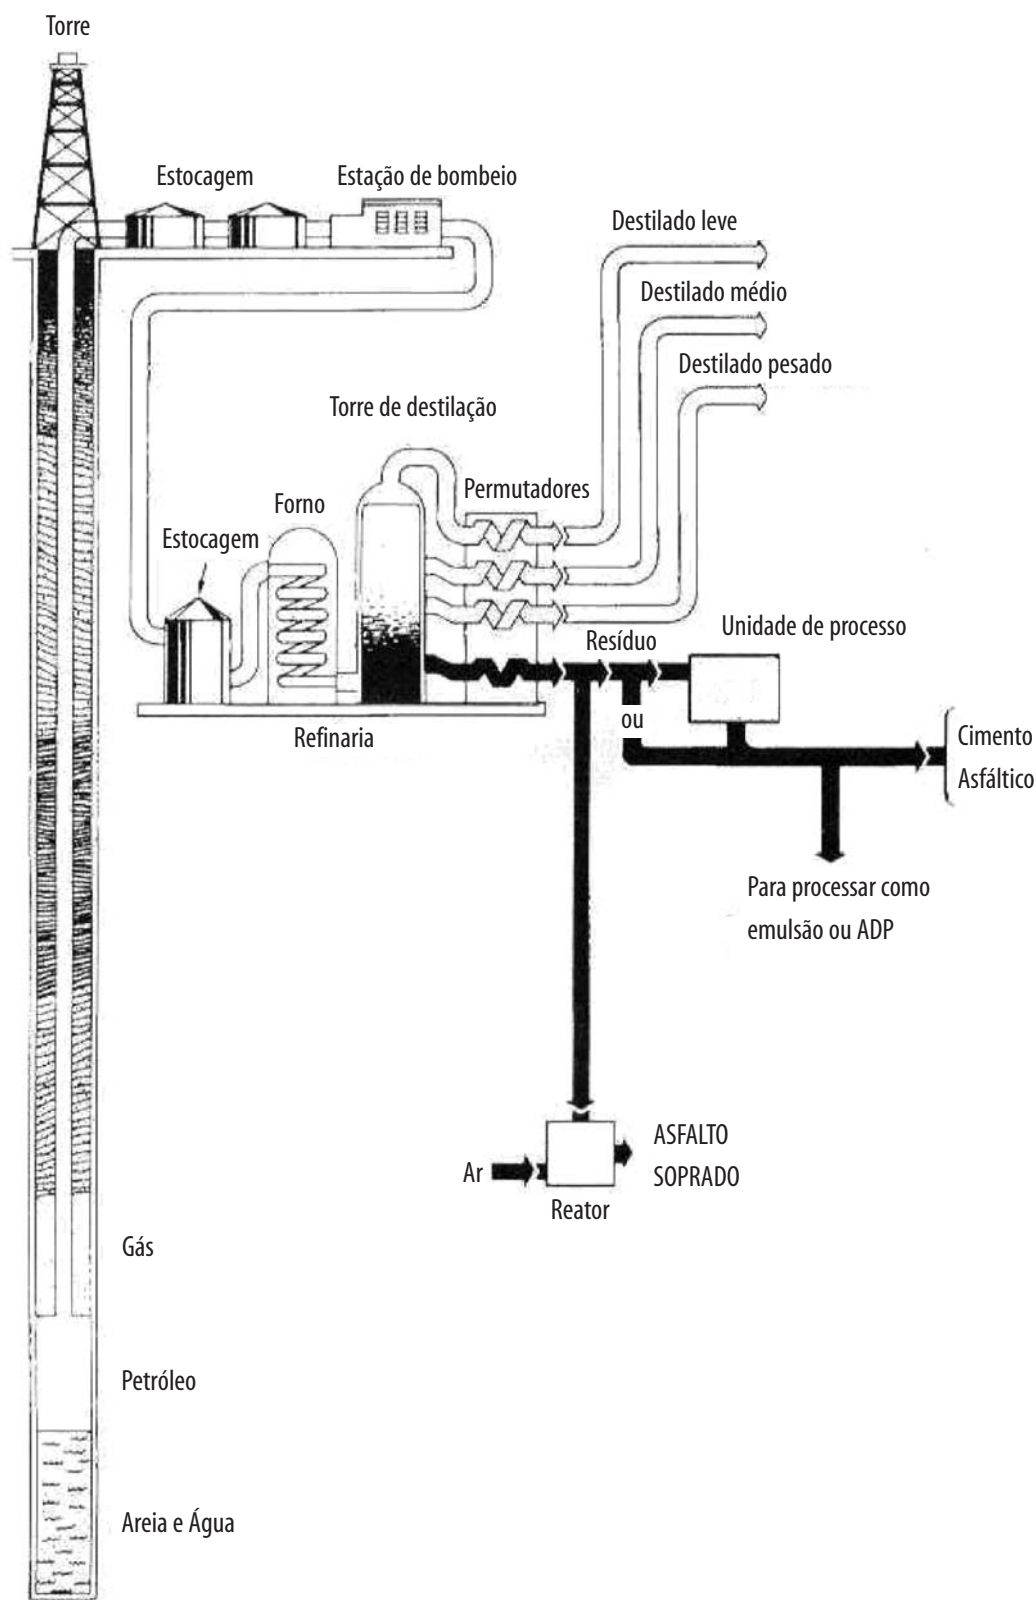 Torre
Estocagem
Estação de bombeio
Destilado leve
Destilado médio
Destilado pesado
Torre de destilação
Permutadores
Forno
Estocagem
Resíduo
Unidade de processo
ou
Refinaria
Cimento
Asfáltico
Para processar como
emulsão ou ADP
Ar
ASFALTO
SOPRADO
Reator
Gás
Petróleo
Areia e Água